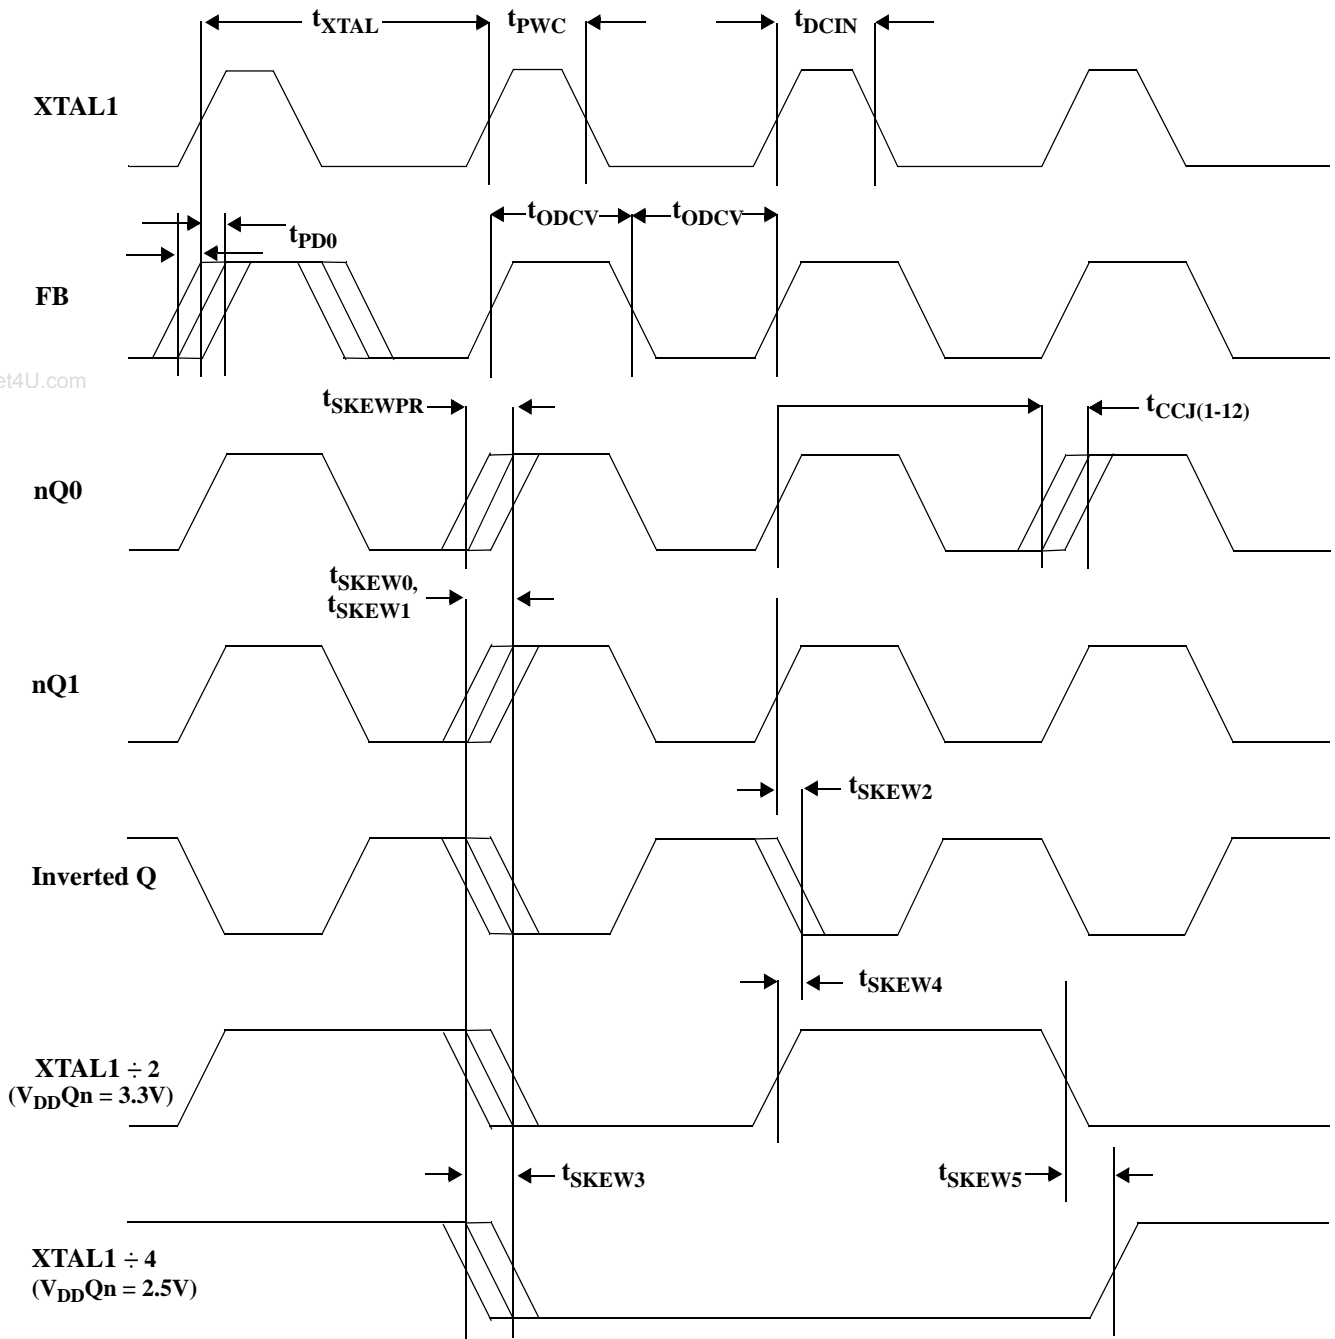 tXTAL tPWC tDCIN
XTAL1
tODCV tODCV
tPD0
FB
et4U.com
tSKEWPR tCCJ(1-12)
nQ0
tSKEW0,
tSKEW1
nQ1
tSKEW2
Inverted Q
tSKEW4
XTAL1 ÷ 2
(VDDQn = 3.3V)
tSKEW3 tSKEW5
XTAL1 ÷ 4
(VDDQn = 2.5V)